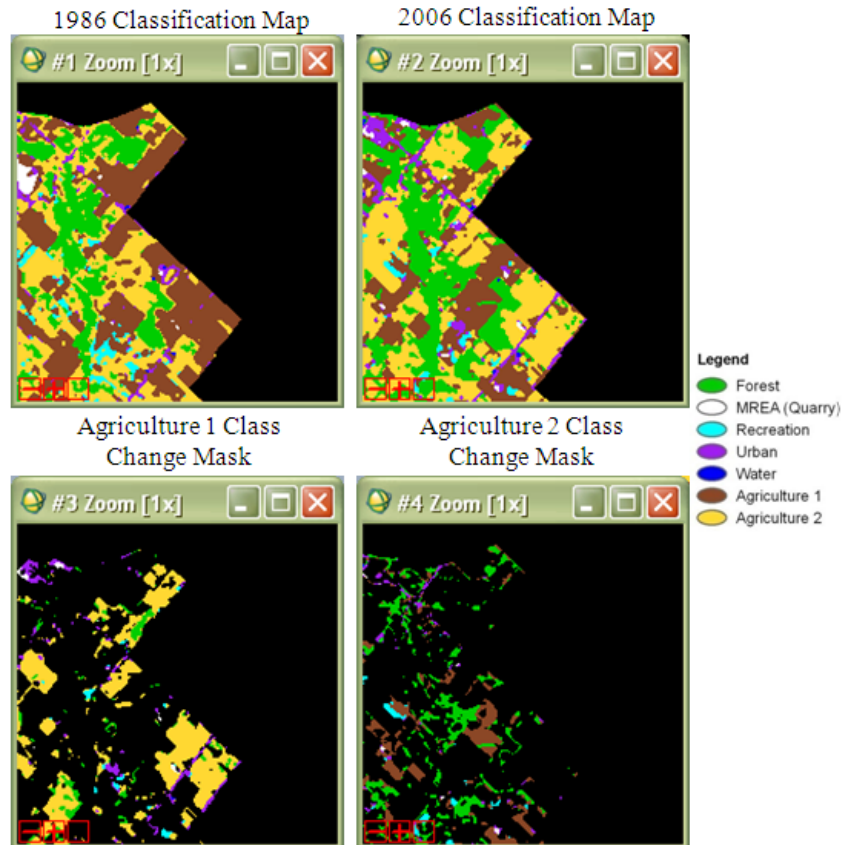 1986 Classification Map
2006 Classification Map
#1 Zoom [1x]
#2 Zoom [1x]
Legend
Forest
MREA (Quarry)
Recreation
Urban
Water
Agriculture 1
Agriculture 2
Agriculture 1 Class
Change Mask
Agriculture 2 Class
Change Mask
#3 Zoom [1x]
#4 Zoom [1x]